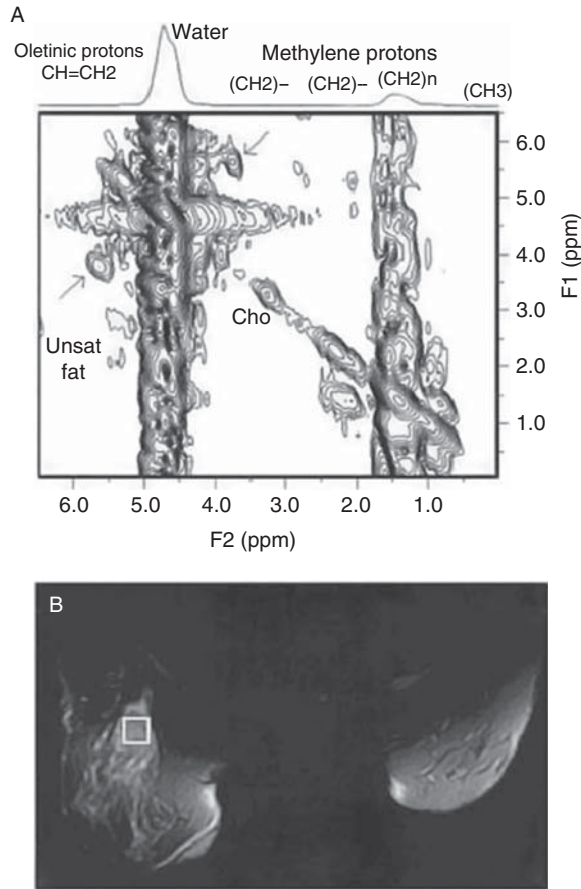 A
Water
Oletinic protons
CH=CH2
Methylene protons
(CH2)– (CH2)– (CH2)n (CH3)
6.0
5.0
4.0
3.0
2.0
1.0
F1 (ppm)
Cho
Unsat
fat
6.0 5.0 4.0 3.0 2.0 1.0
F2 (ppm)
B